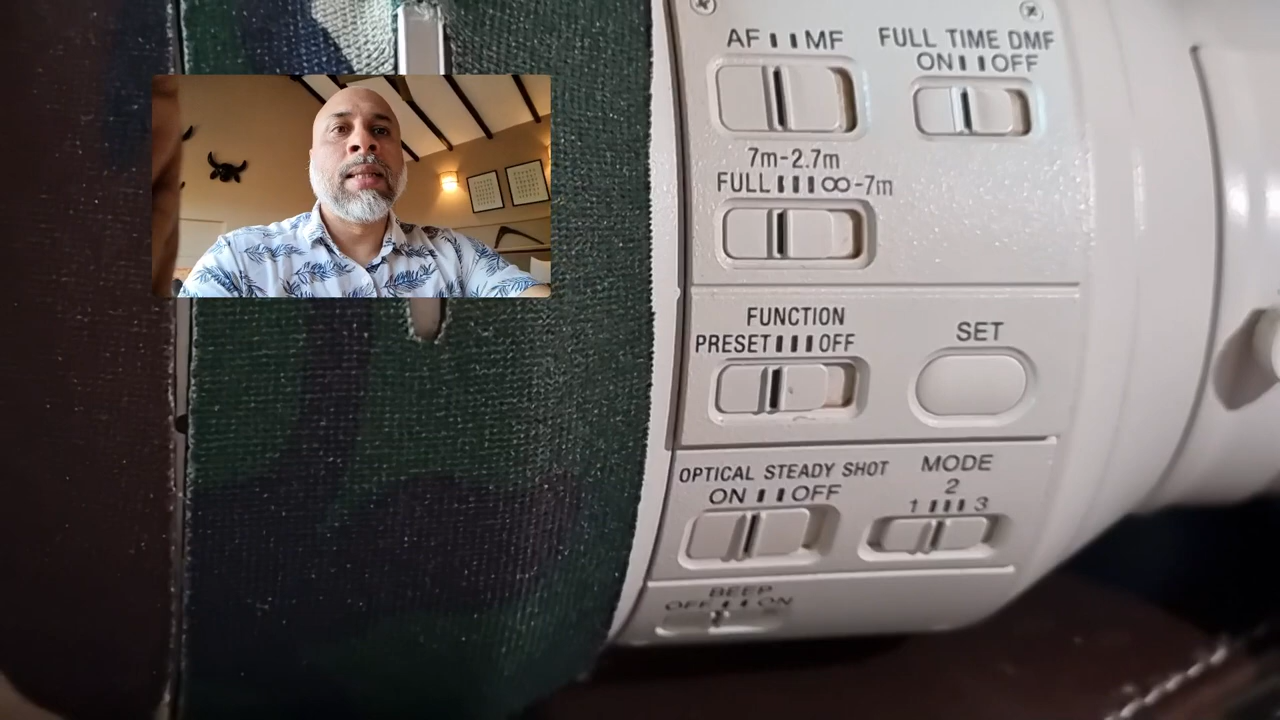 AF MF
FULL TIME DMF
ON OFF
7m-2.7m
FULL ∞-7m
FUNCTION
PRESET OFF
SET
OPTICAL STEADY SHOT
ON OFF
MODE
2
1 3
BEEP
OFF ON